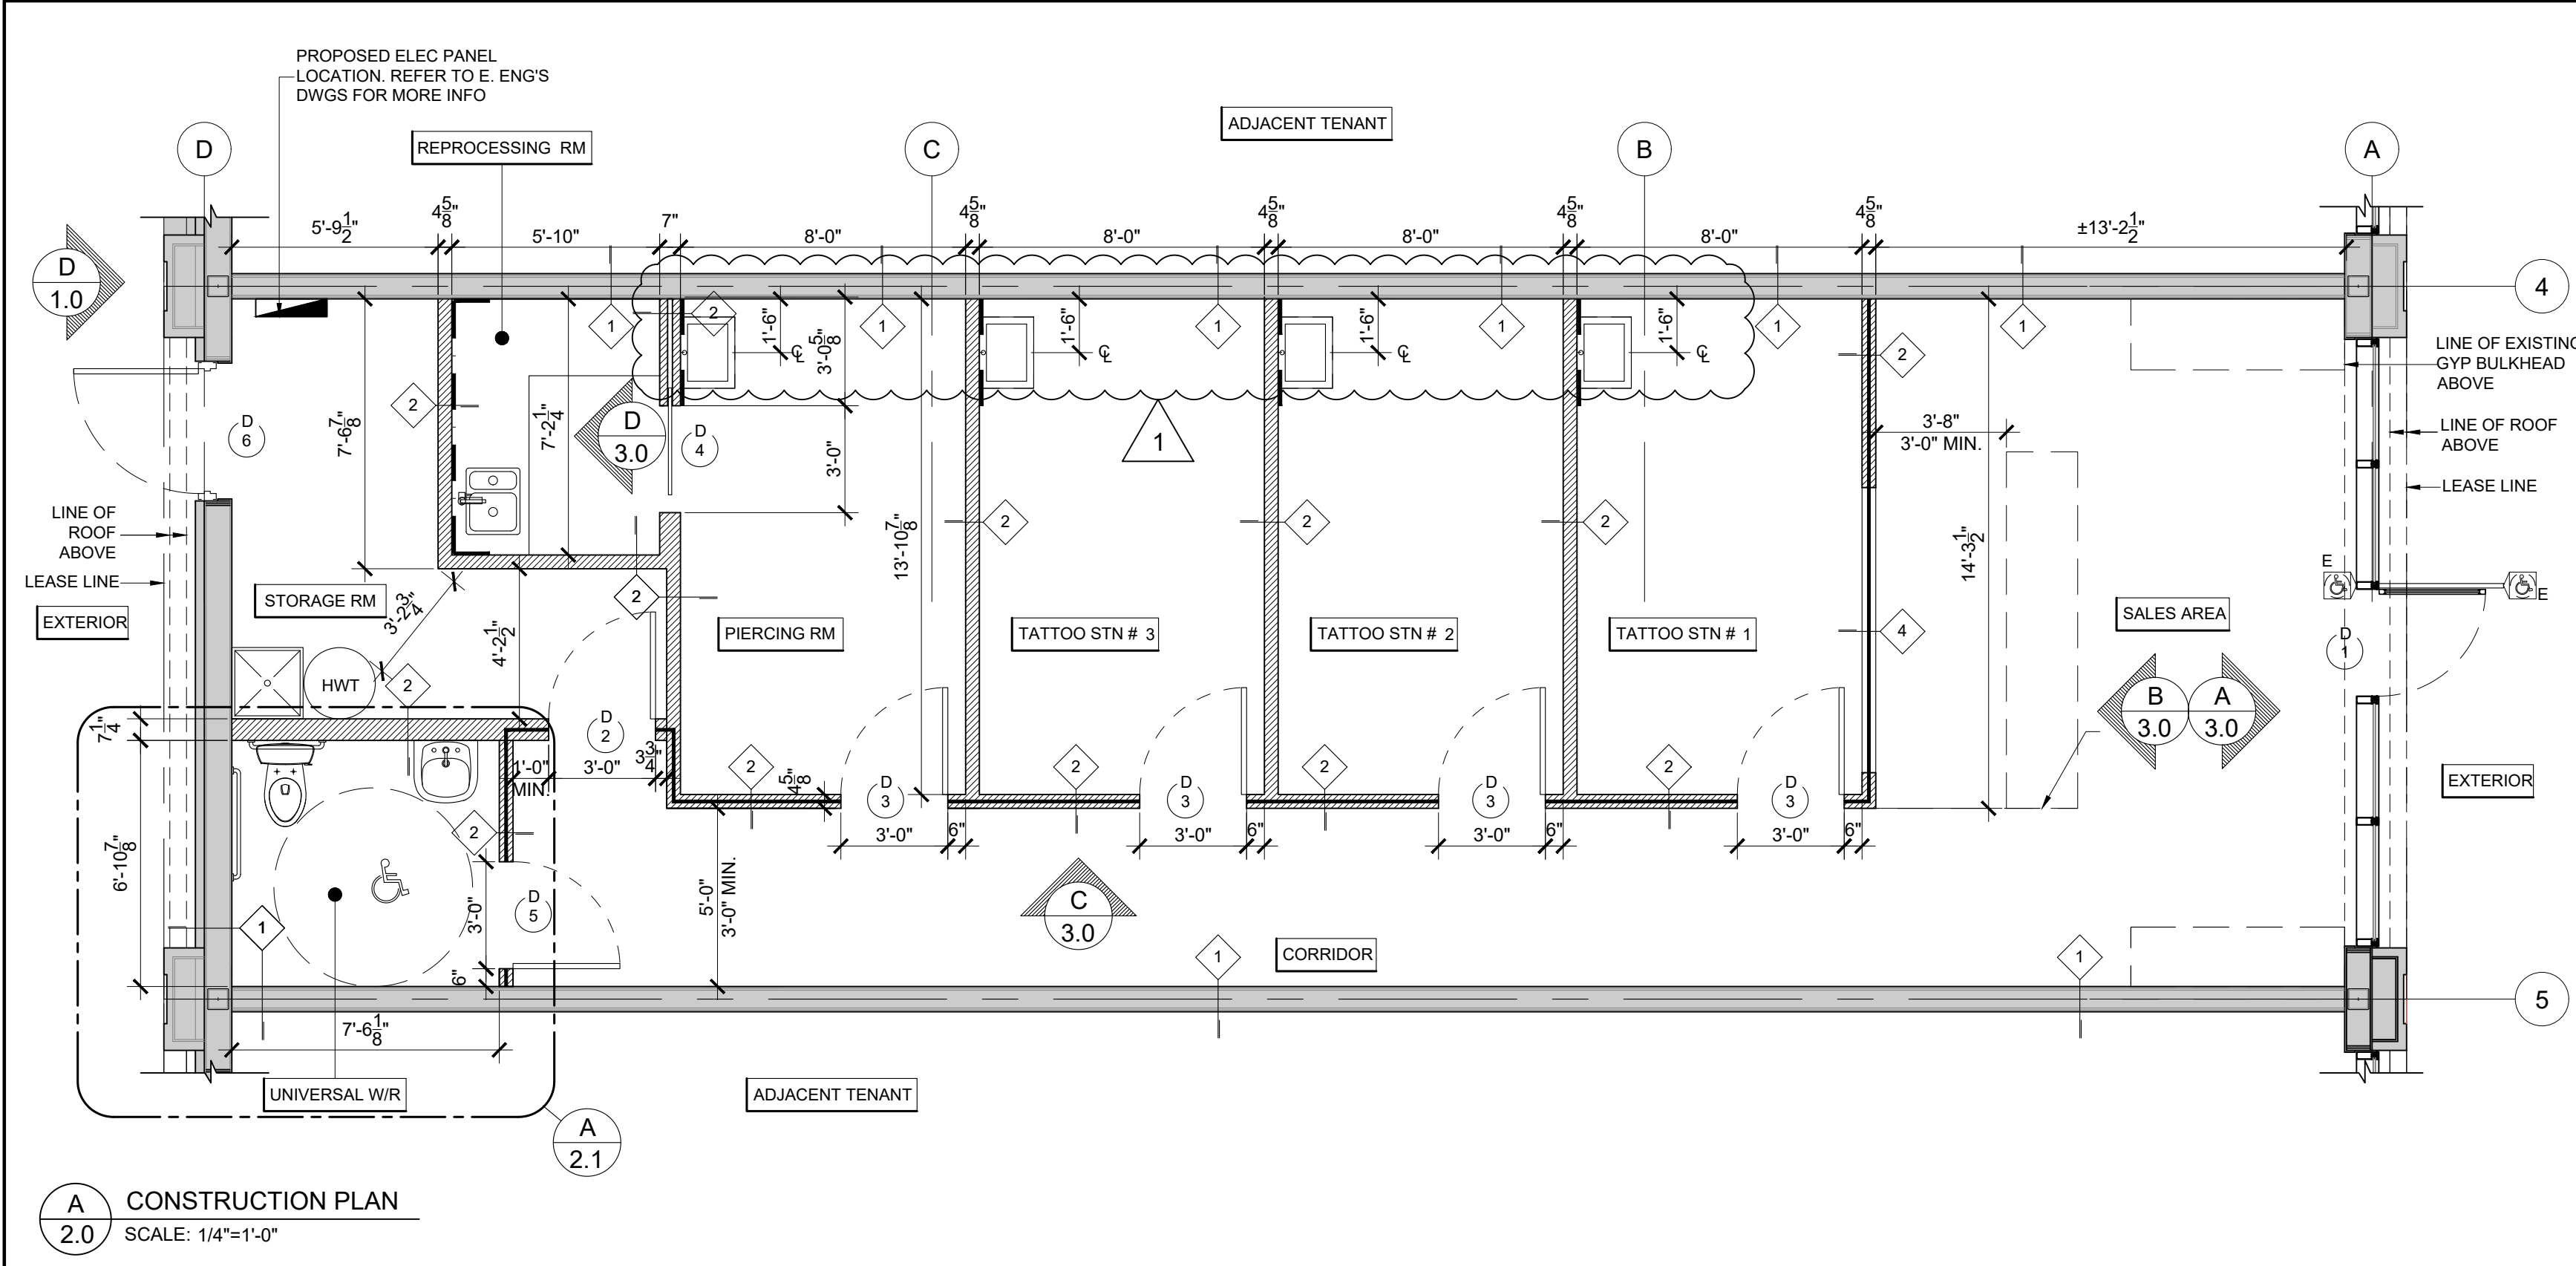 PROPOSED ELEC PANEL
LOCATION. REFER TO E. ENG'S
DWGS FOR MORE INFO
ADJACENT TENANT
REPROCESSING RM
D
C
B
A
5'-9 1/2"
4 5/8"
5'-10"
7"
8'-0"
4 5/8"
8'-0"
4 5/8"
8'-0"
4 5/8"
8'-0"
4 5/8"
±13'-2 1/2"
D
1.0
4
1
2
1'-6"
℄
3'-0 5/8"
1
1'-6"
℄
1
1'-6"
℄
1
1'-6"
℄
1
2
1
LINE OF EXISTING
GYP BULKHEAD
ABOVE
LINE OF ROOF
ABOVE
LEASE LINE
D
6
7'-6 7/8"
2
7'-2 1/4"
D
3.0
D
4
3'-0"
1
3'-8"
3'-0" MIN.
LINE OF
ROOF
ABOVE
LEASE LINE
EXTERIOR
STORAGE RM
3'-2 3/4"
4'-2 1/2"
2
13'-10 7/8"
2
2
2
14'-3 1/2"
PIERCING RM
TATTOO STN # 3
TATTOO STN # 2
TATTOO STN # 1
4
SALES AREA
E
E
D
1
HWT
2
B
3.0
A
3.0
EXTERIOR
7 1/4"
D
2
1'-0"
MIN.
3'-0"
3 3/4"
2
4 5/8"
2
2
2
D
3
D
3
D
3
D
3
3'-0"
6"
3'-0"
6"
3'-0"
6"
3'-0"
6"
6'-10 7/8"
2
3'-0"
D
5
6"
5'-0"
3'-0" MIN.
1
C
3.0
CORRIDOR
1
1
5
7'-6 1/8"
UNIVERSAL W/R
ADJACENT TENANT
A
2.1
A
2.0
CONSTRUCTION PLAN
SCALE: 1/4"=1'-0"